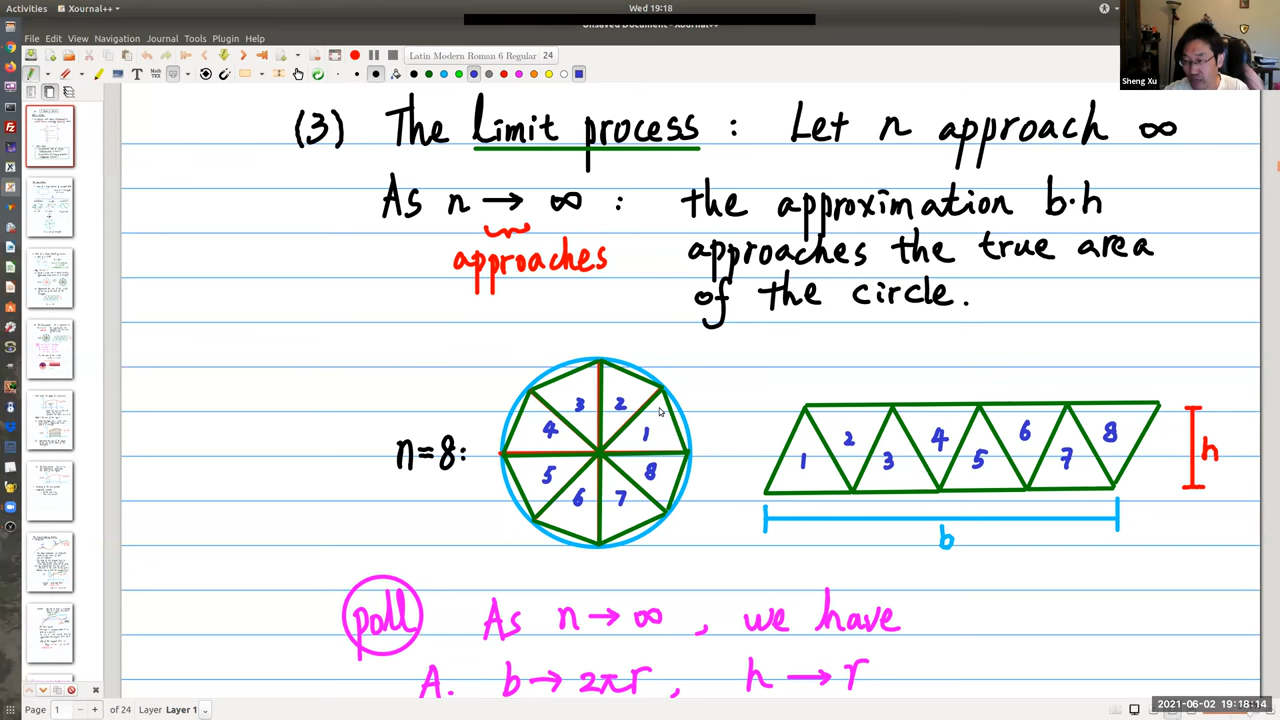 Activities
Xournal++
Wed 19:18
Unsaved Document - Xournal++
File Edit View Navigation Journal Tools Plugin Help
Latin Modern Roman 6 Regular 24
Sheng Xu
(3) The limit process : Let n approach ∞
As n → ∞ : the approximation b·h
approaches
approaches the true area
of the circle.
n=8:
3 2
4 1
5 8
6 7
1 2 3 4 5 6 7 8
h
b
poll As n → ∞ , we have
A. b → 2πr, h → r
Page 1 of 24 Layer Layer 1
2021-06-02 19:18:14